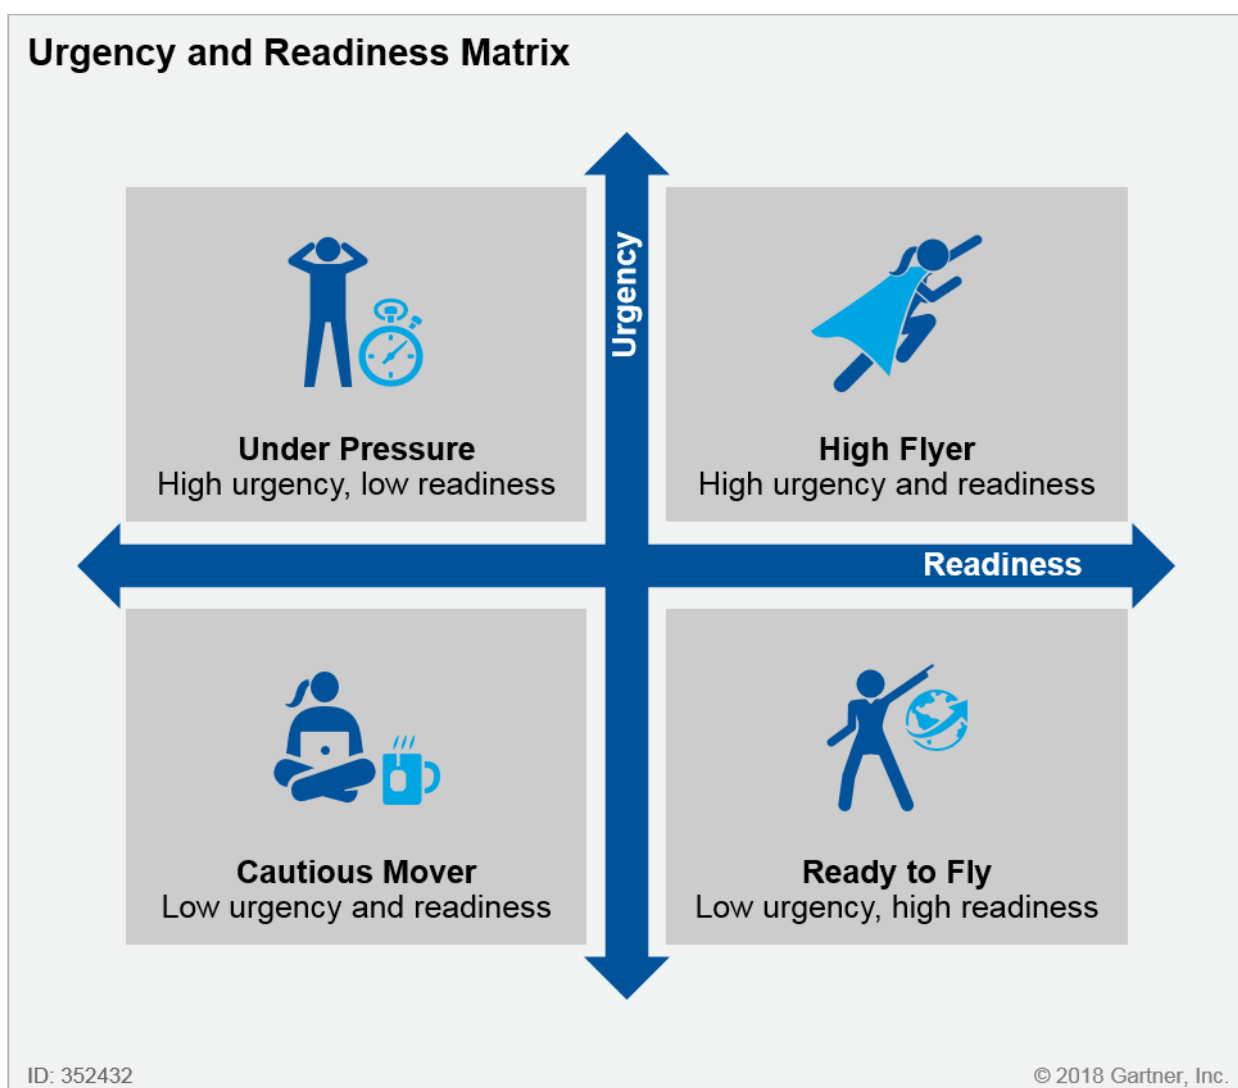 Urgency and Readiness Matrix
Urgency
Under Pressure
High urgency, low readiness
High Flyer
High urgency and readiness
Readiness
Cautious Mover
Low urgency and readiness
Ready to Fly
Low urgency, high readiness
ID: 352432
© 2018 Gartner, Inc.